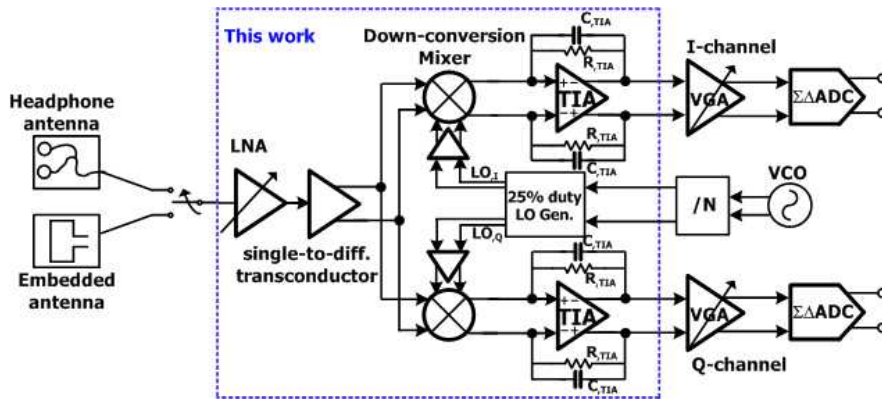 This work
Down-conversion
Mixer
C,TIA
R,TIA
+ -
TIA
- +
R,TIA
C,TIA
I-channel
VGA
ΣΔADC
Headphone
antenna
LNA
LO,I
25% duty
LO Gen.
/N
VCO
LO,Q
single-to-diff.
transconductor
Embedded
antenna
C,TIA
R,TIA
+ -
TIA
- +
R,TIA
C,TIA
VGA
ΣΔADC
Q-channel